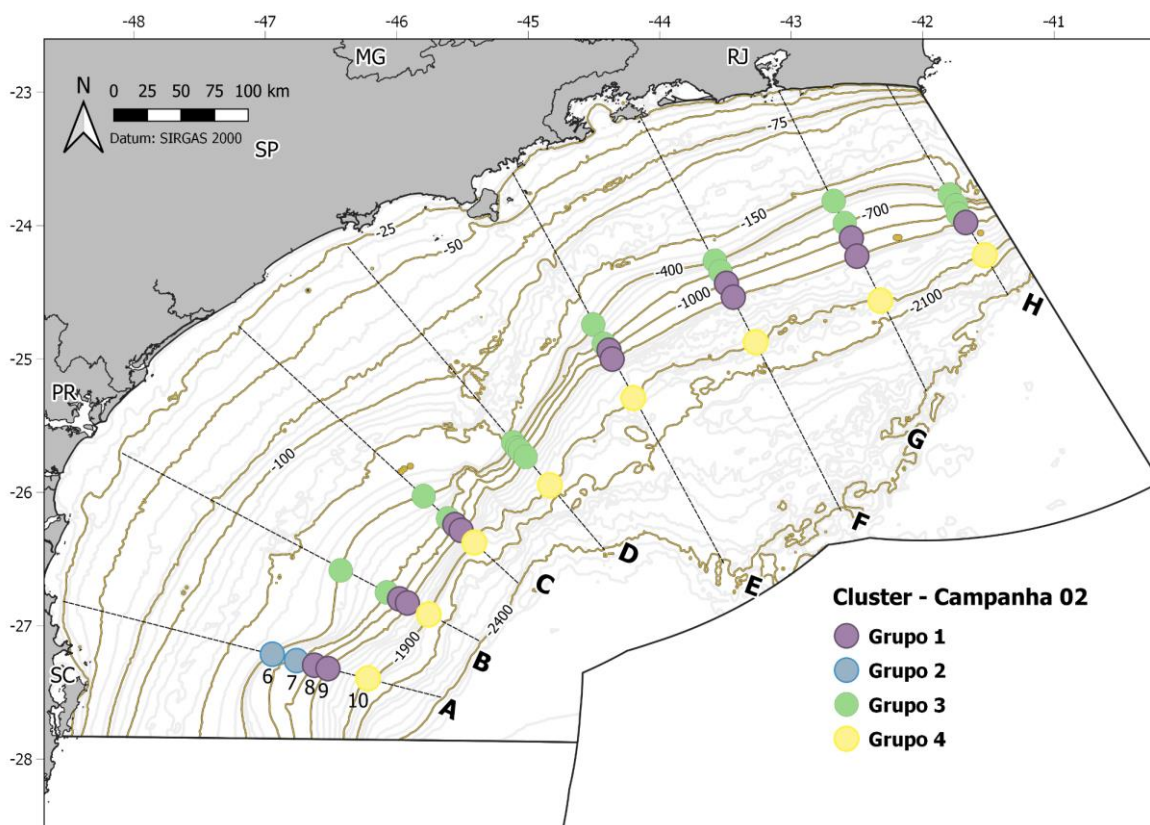 -48 -47 -46 -45 -44 -43 -42 -41
MG
RJ
N
0 25 50 75 100 km
Datum: SIRGAS 2000
SP
-23
-75
-24
-25
-150
-700
-50
-400
-1000
H
-2100
-25
PR
G
-100
-26
F
D
E
C
-2400
Cluster - Campanha 02
-27
-1900
B
Grupo 1
SC
6 7 8 9 10
A
Grupo 2
Grupo 3
Grupo 4
-28